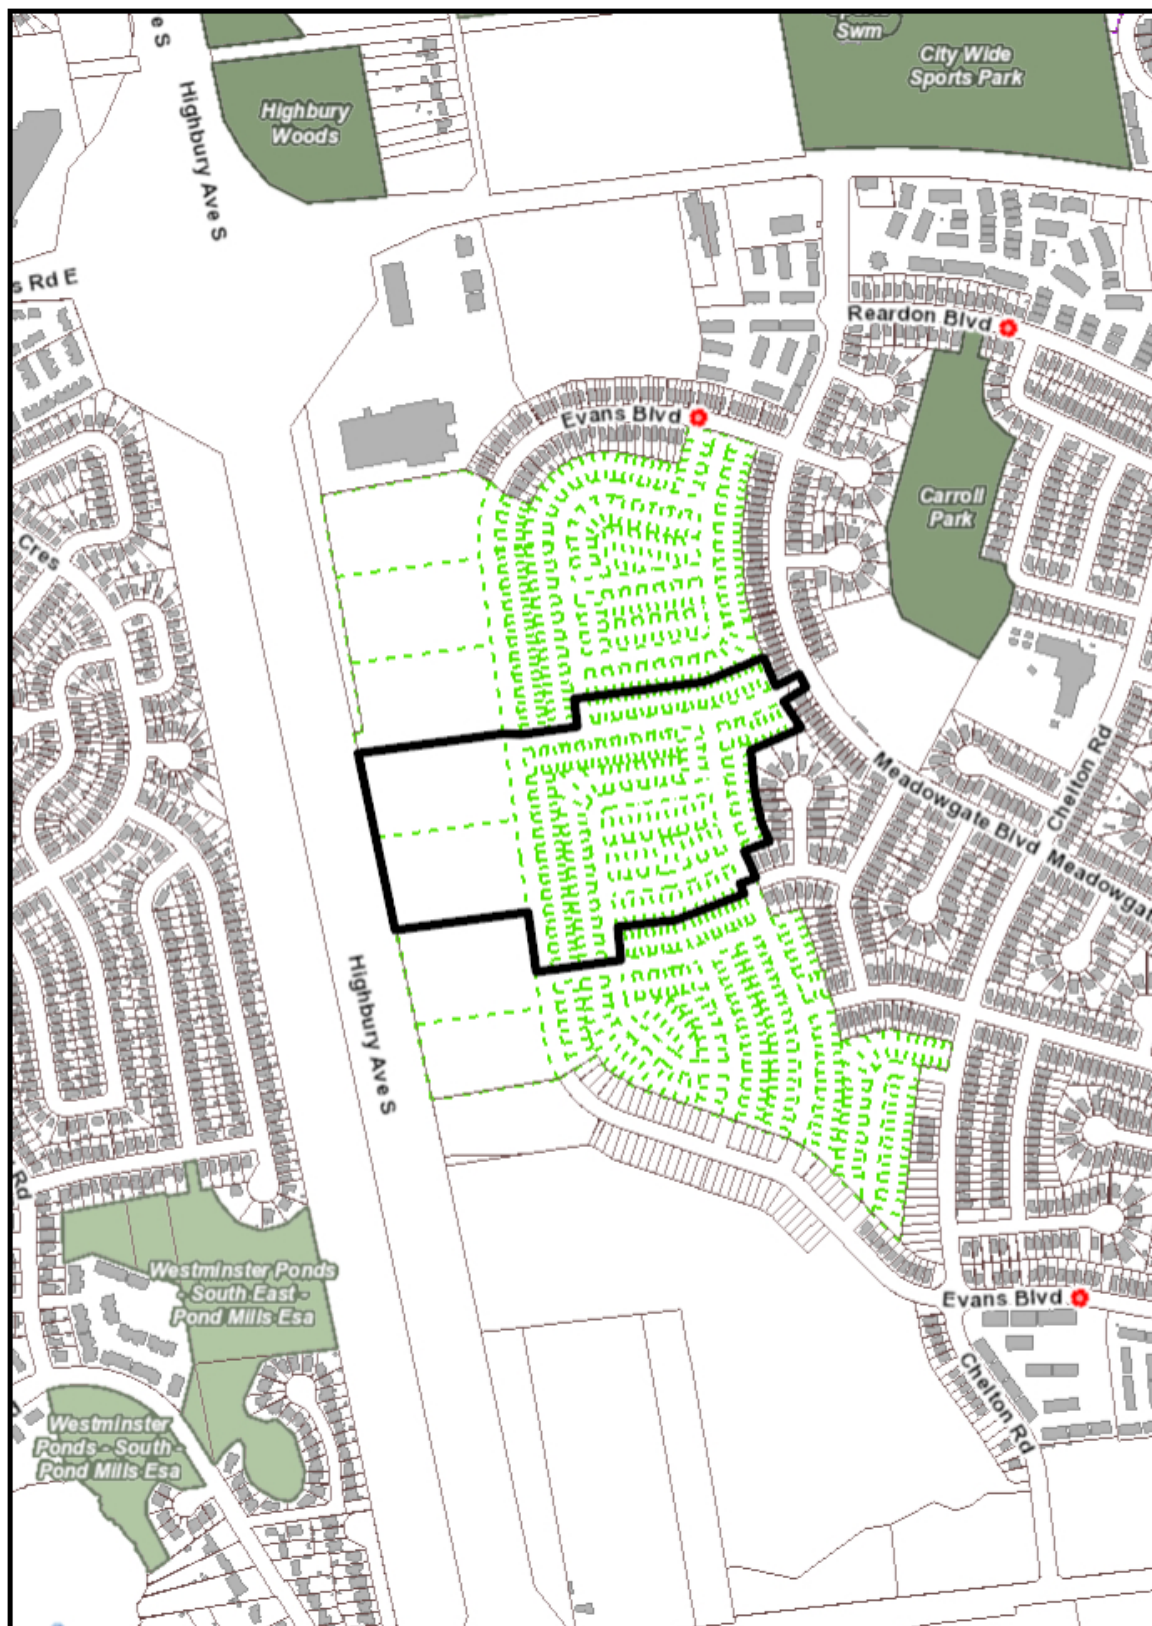 e S
Swm
City Wide
Sports Park
Highbury
Woods
Highbury Ave S
s Rd E
Reardon Blvd
Evans Blvd
Carroll
Park
Cres
Chelton Rd
Meadowgate Blvd
Meadowgat
Highbury Ave S
Rd
Westminster Ponds
- South East -
Pond Mills Esa
Evans Blvd
Chelton Rd
Westminster
Ponds - South -
Pond Mills Esa